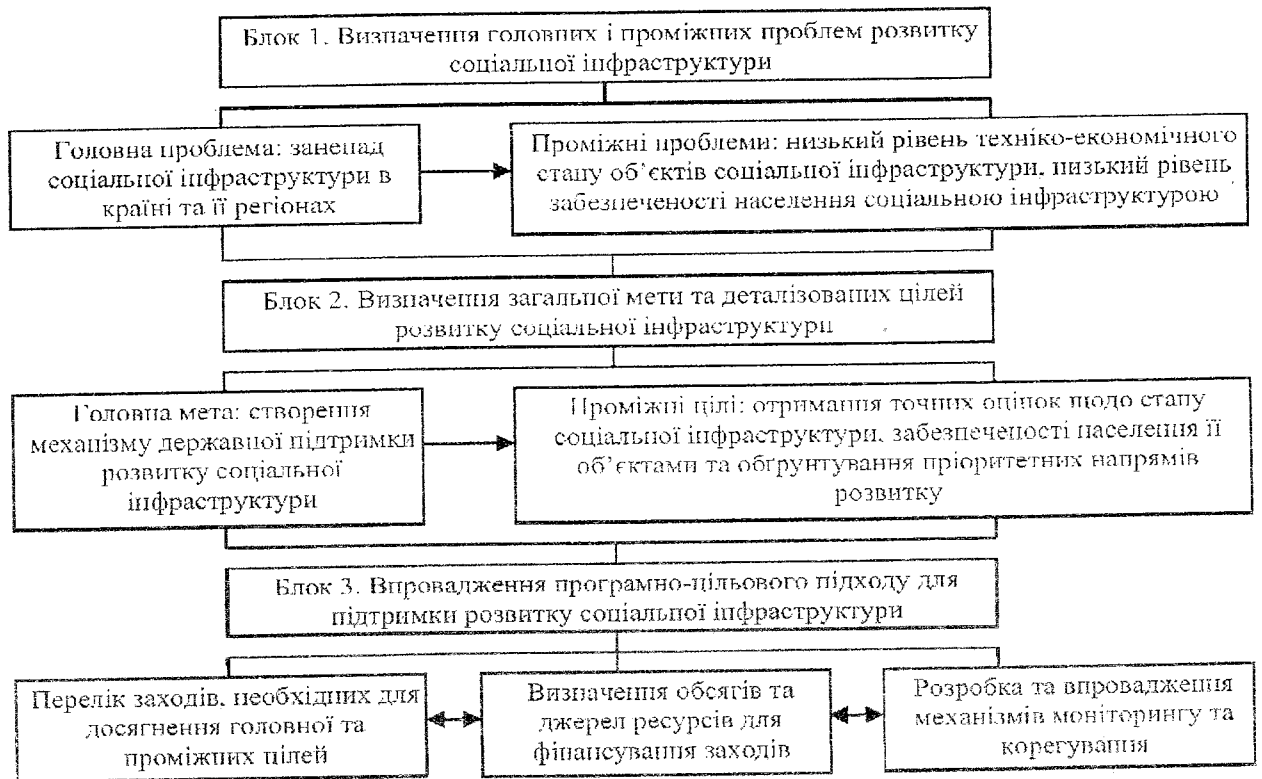 Блок 1. Визначення головних і проміжних проблем розвитку
соціальної інфраструктури
Головна проблема: занепад
соціальної інфраструктури в
країні та її регіонах
Проміжні проблеми: низький рівень техніко-економічного
стану об’єктів соціальної інфраструктури, низький рівень
забезпеченості населення соціальною інфраструктурою
Блок 2. Визначення загальної мети та деталізованих цілей
розвитку соціальної інфраструктури
Головна мета: створення
механізму державної підтримки
розвитку соціальної
інфраструктури
Проміжні цілі: отримання точних оцінок щодо стану
соціальної інфраструктури, забезпеченості населення її
об’єктами та обґрунтування пріоритетних напрямів
розвитку
Блок 3. Впровадження програмно-цільового підходу для
підтримки розвитку соціальної інфраструктури
Перелік заходів, необхідних для
досягнення головної та
проміжних цілей
Визначення обсягів та
джерел ресурсів для
фінансування заходів
Розробка та впровадження
механізмів моніторингу та
корегування